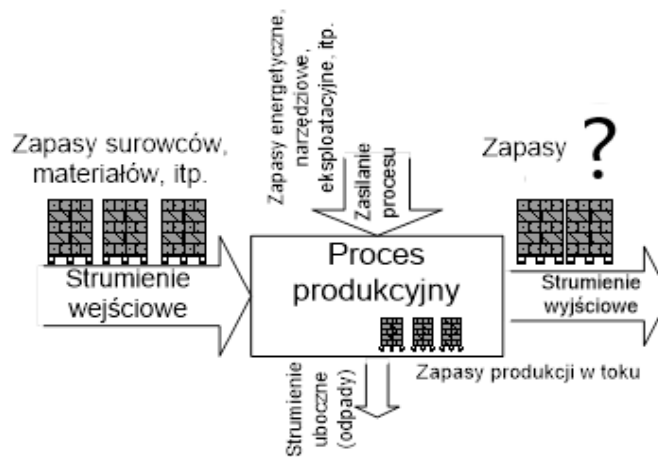 Zapasy surowców,
materiałów, itp.
Strumienie
wejściowe
Zapasy energetyczne,
narzędziowe,
eksploatacyjne, itp.
Zasilanie
procesu
Proces
produkcyjny
Zapasy ?
Strumienie
wyjściowe
Zapasy produkcji w toku
Strumienie
uboczne
(odpady)